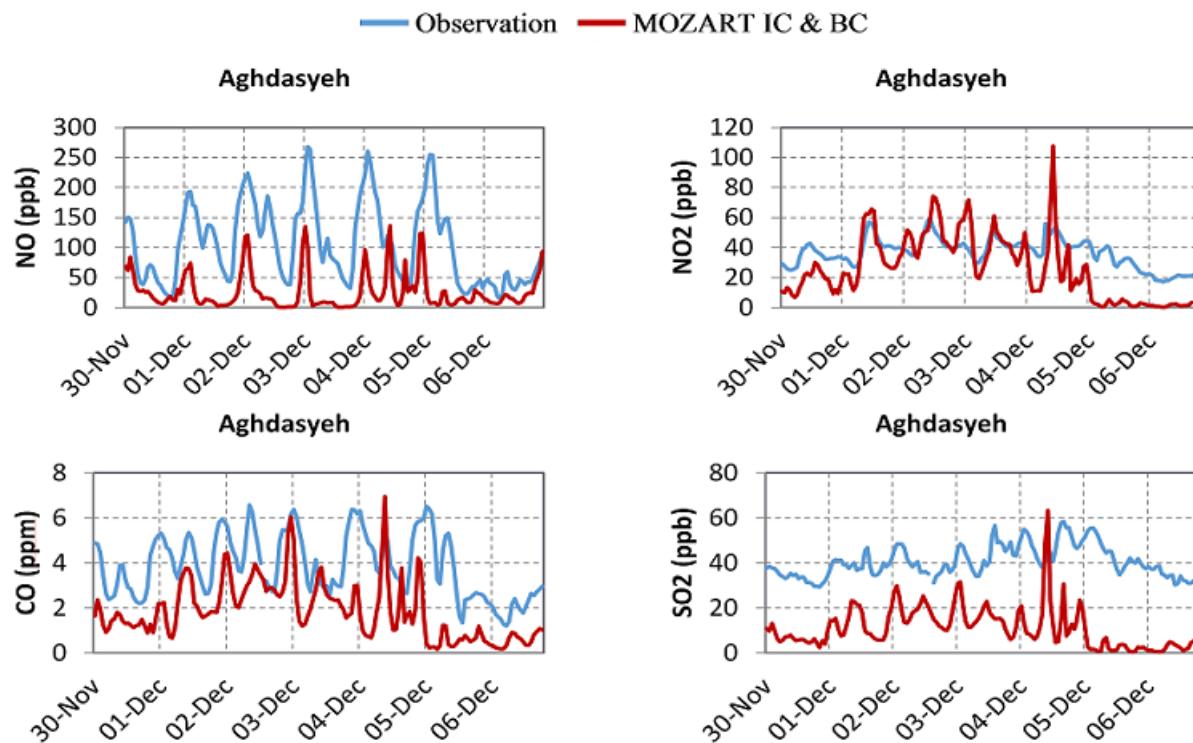 Observation MOZART IC & BC
Aghdasyeh
NO (ppb)
300
250
200
150
100
50
0
30-Nov
01-Dec
02-Dec
03-Dec
04-Dec
05-Dec
06-Dec
Aghdasyeh
NO2 (ppb)
120
100
80
60
40
20
0
30-Nov
01-Dec
02-Dec
03-Dec
04-Dec
05-Dec
06-Dec
Aghdasyeh
CO (ppm)
8
6
4
2
0
30-Nov
01-Dec
02-Dec
03-Dec
04-Dec
05-Dec
06-Dec
Aghdasyeh
SO2 (ppb)
80
60
40
20
0
30-Nov
01-Dec
02-Dec
03-Dec
04-Dec
05-Dec
06-Dec